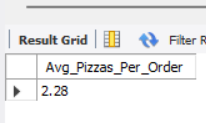 Result Grid Filter R
Avg_Pizzas_Per_Order
2.28